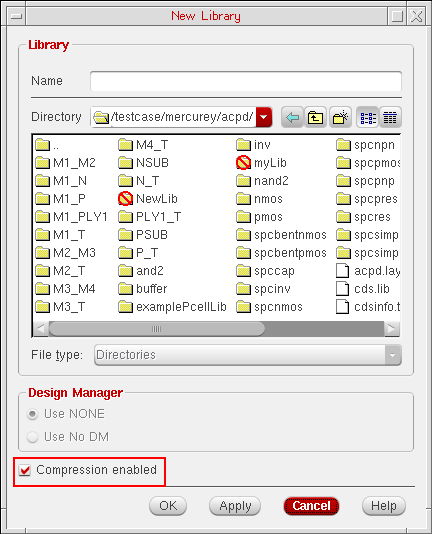 New Library
Library
Name
Directory /testcase/mercurey/acpd/
.. M4_T inv spcnpn
M1_M2 NSUB myLib spcpmos
M1_N N_T nand2 spcpnp
M1_P NewLib nmos spcpres
M1_PLY1 PLY1_T pmos spcres
M1_T PSUB spcbentnmos spcsimp
M2_M3 P_T spcbentpmos spcsimp
M2_T and2 spccap acpd.lay
M3_M4 buffer spcinv cds.lib
M3_T examplePcellLib spcnmos cdsinfo.t
File type: Directories
Design Manager
Use NONE
Use No DM
Compression enabled
OK Apply Cancel Help